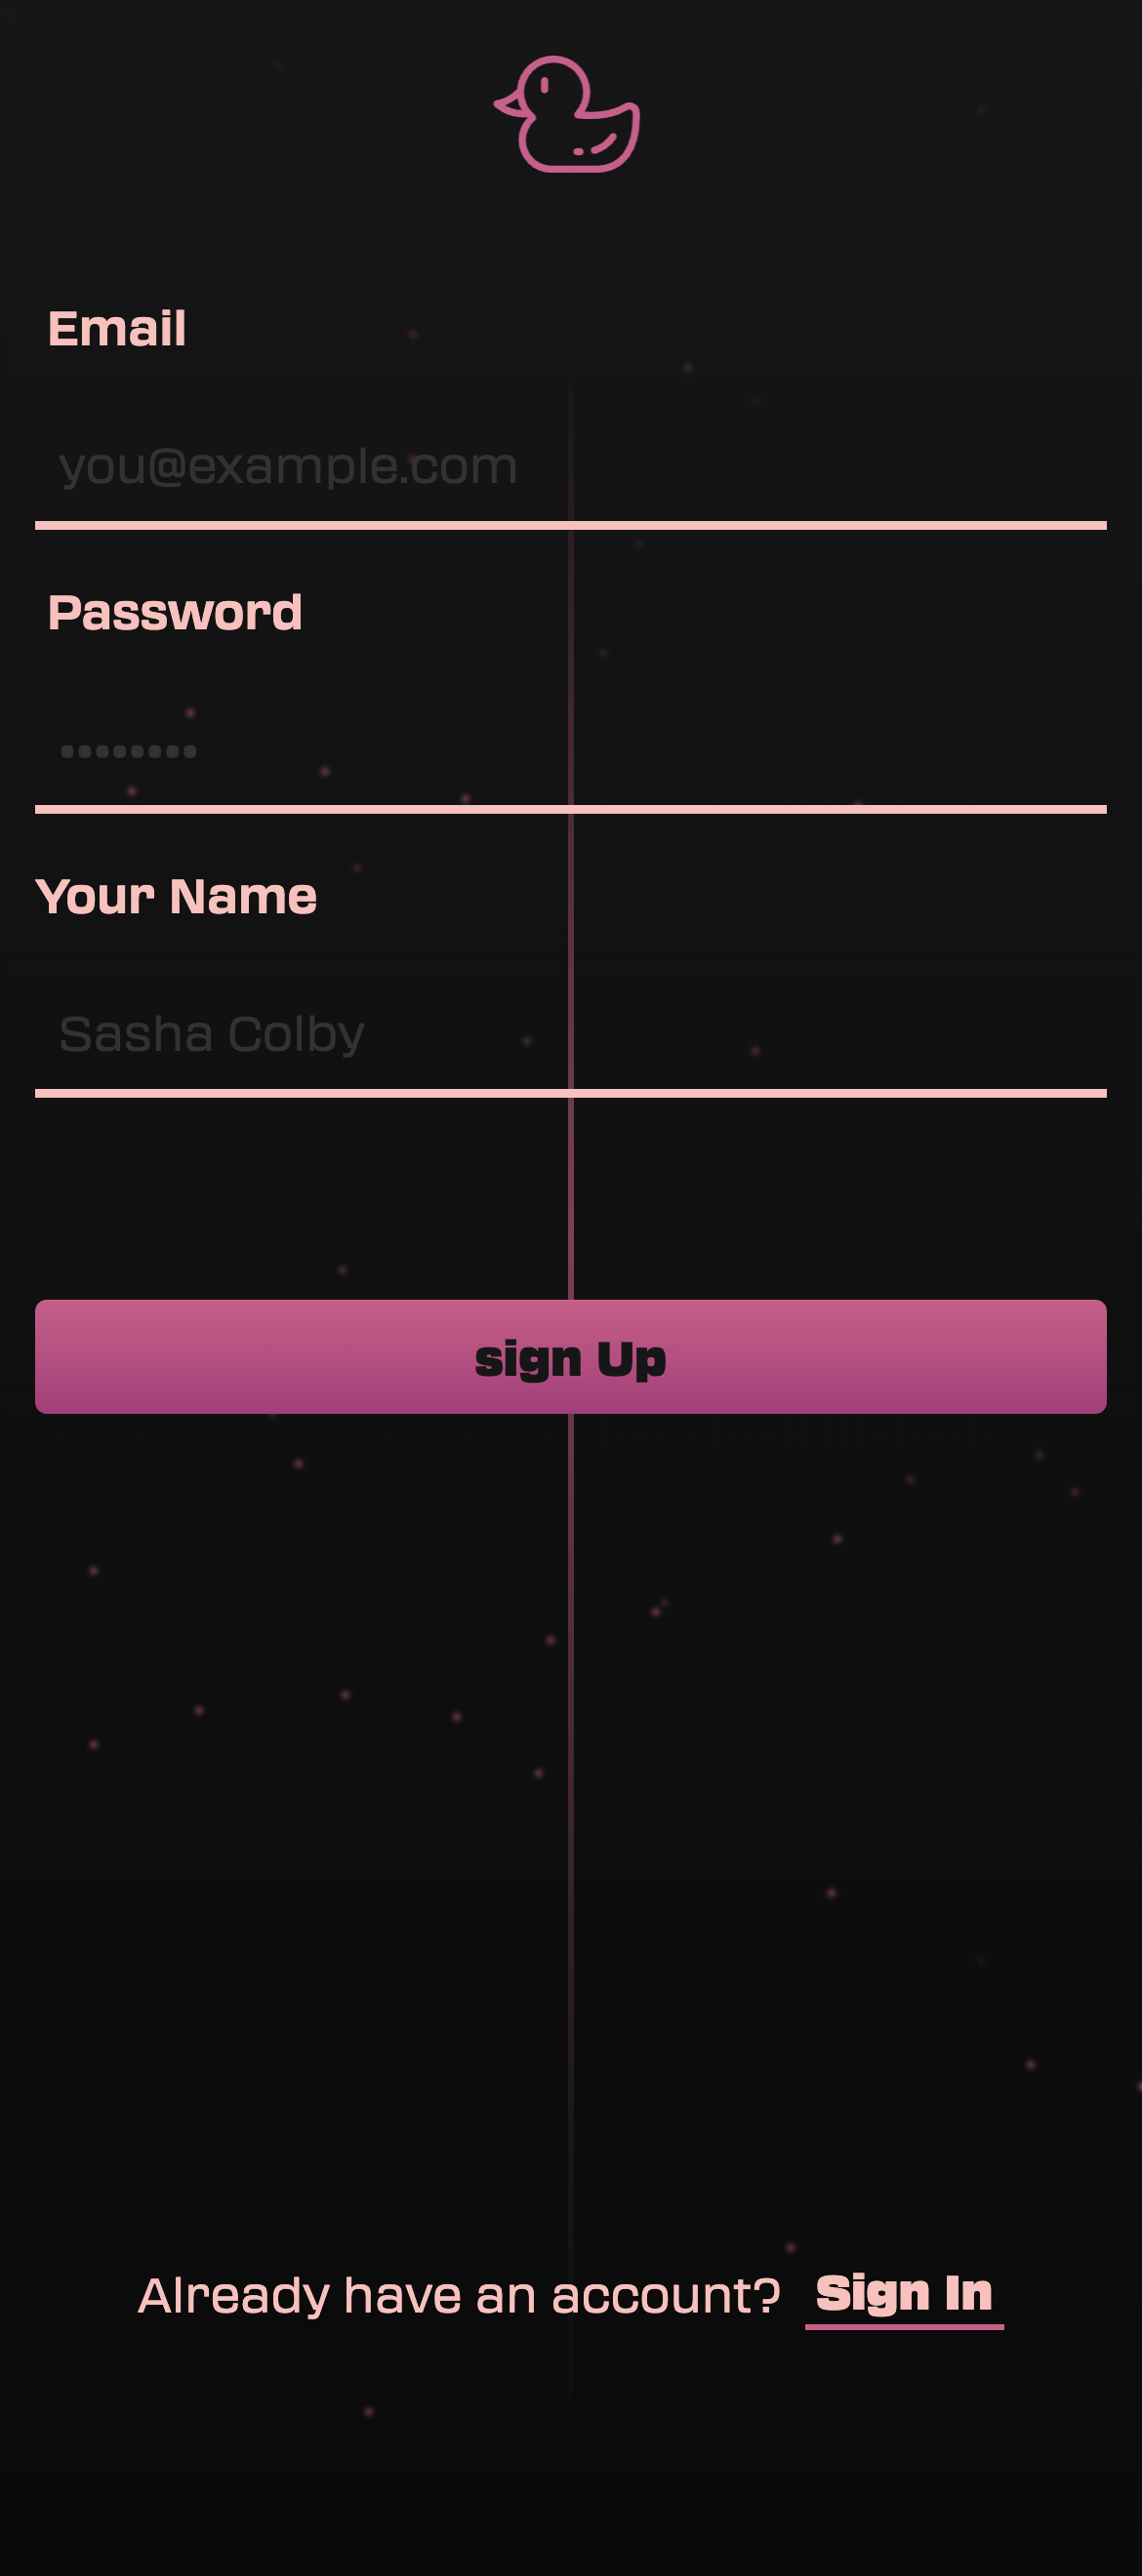 Email
you@example.com
Password
••••••••
Your Name
Sasha Colby
sign Up
Already have an account? Sign In